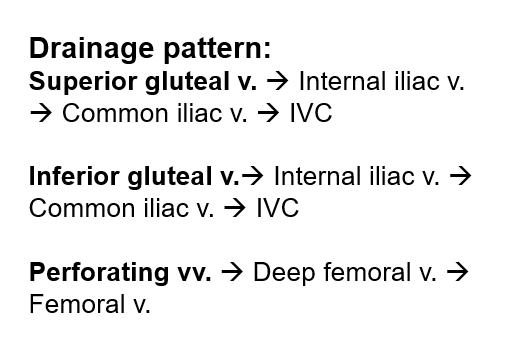 Drainage pattern:
Superior gluteal v. → Internal iliac v.
→ Common iliac v. → IVC
Inferior gluteal v.→ Internal iliac v. →
Common iliac v. → IVC
Perforating vv. → Deep femoral v. →
Femoral v.